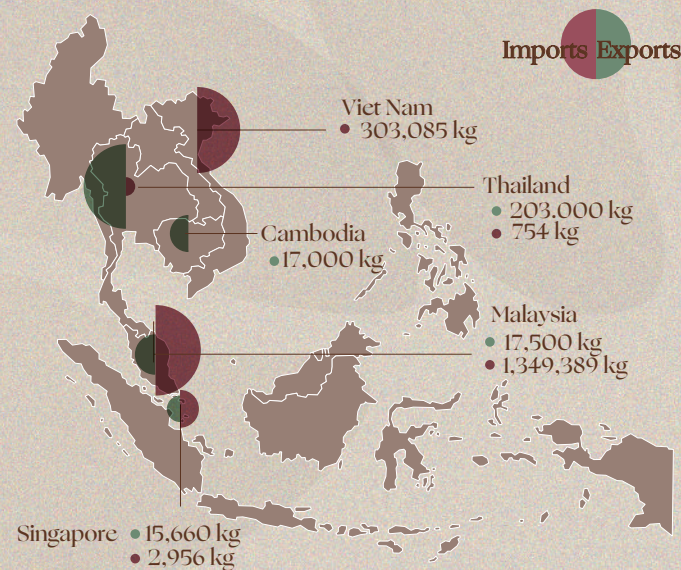 Imports Exports
Viet Nam
303,085 kg
Thailand
203.000 kg
754 kg
Cambodia
17,000 kg
Malaysia
17,500 kg
1,349,389 kg
Singapore 15,660 kg
2,956 kg